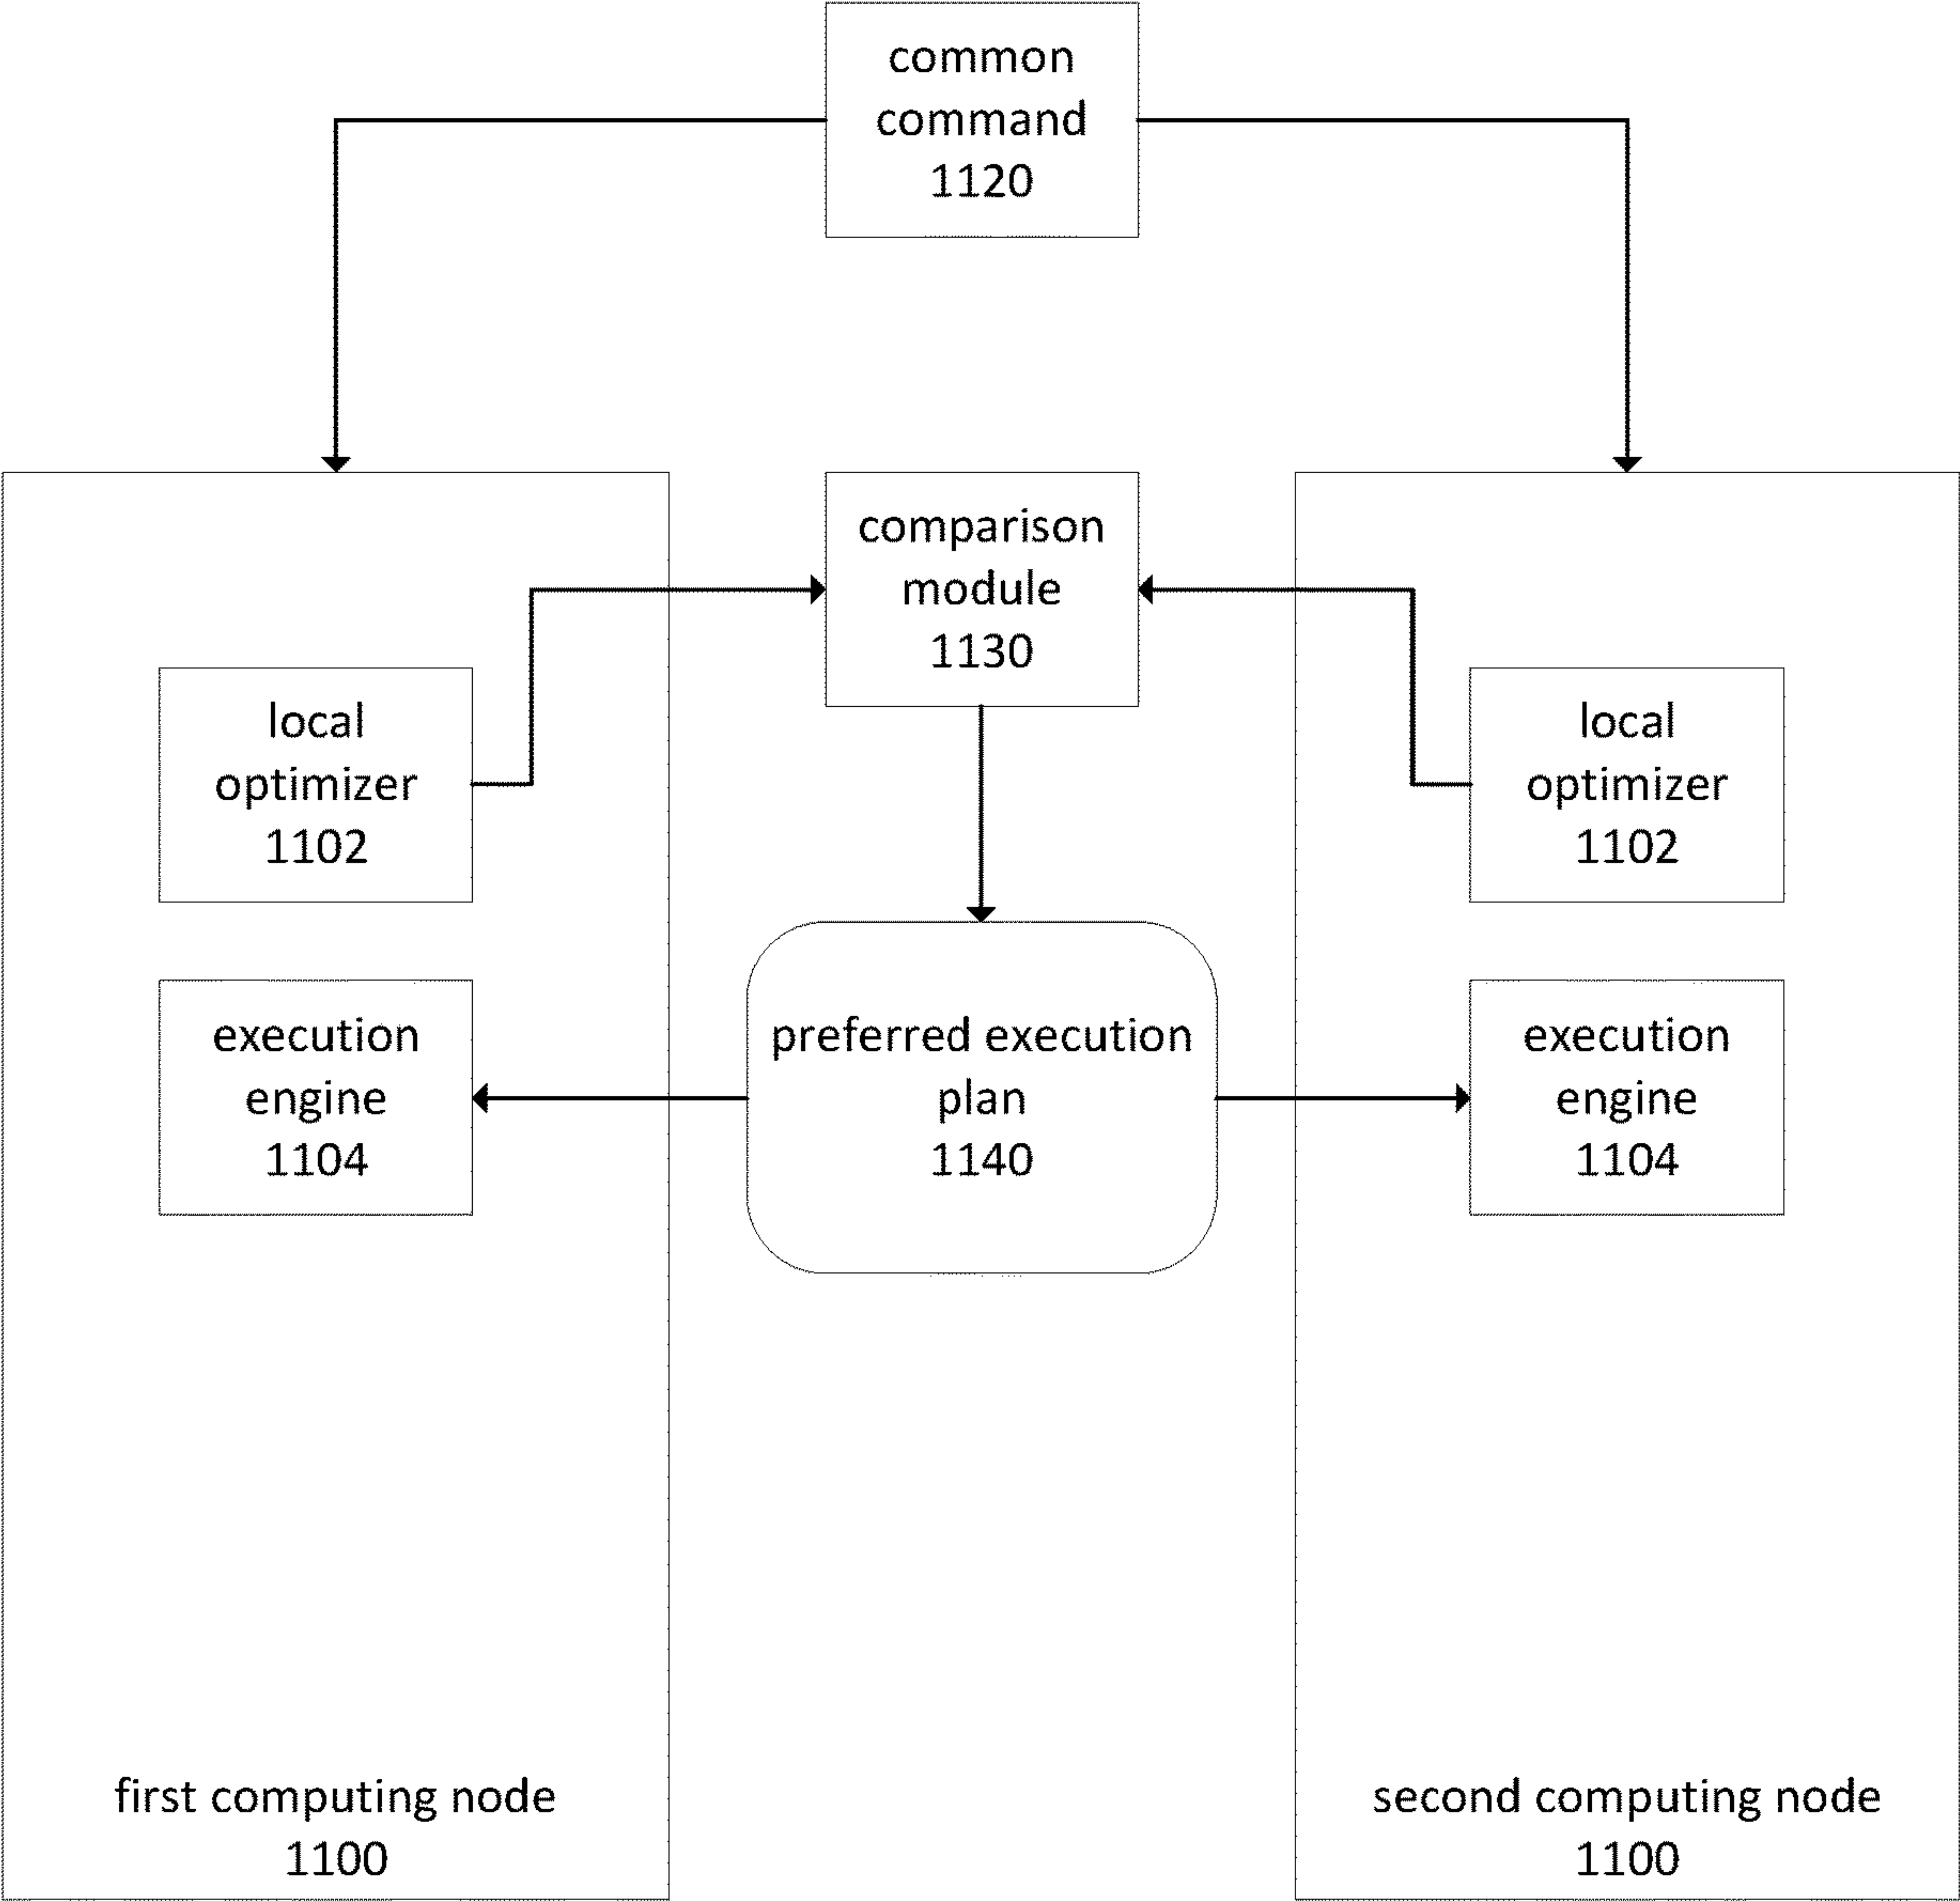 common
command
1120
comparison
module
1130
local
optimizer
1102
local
optimizer
1102
execution
engine
1104
preferred execution
plan
1140
execution
engine
1104
first computing node
1100
second computing node
1100